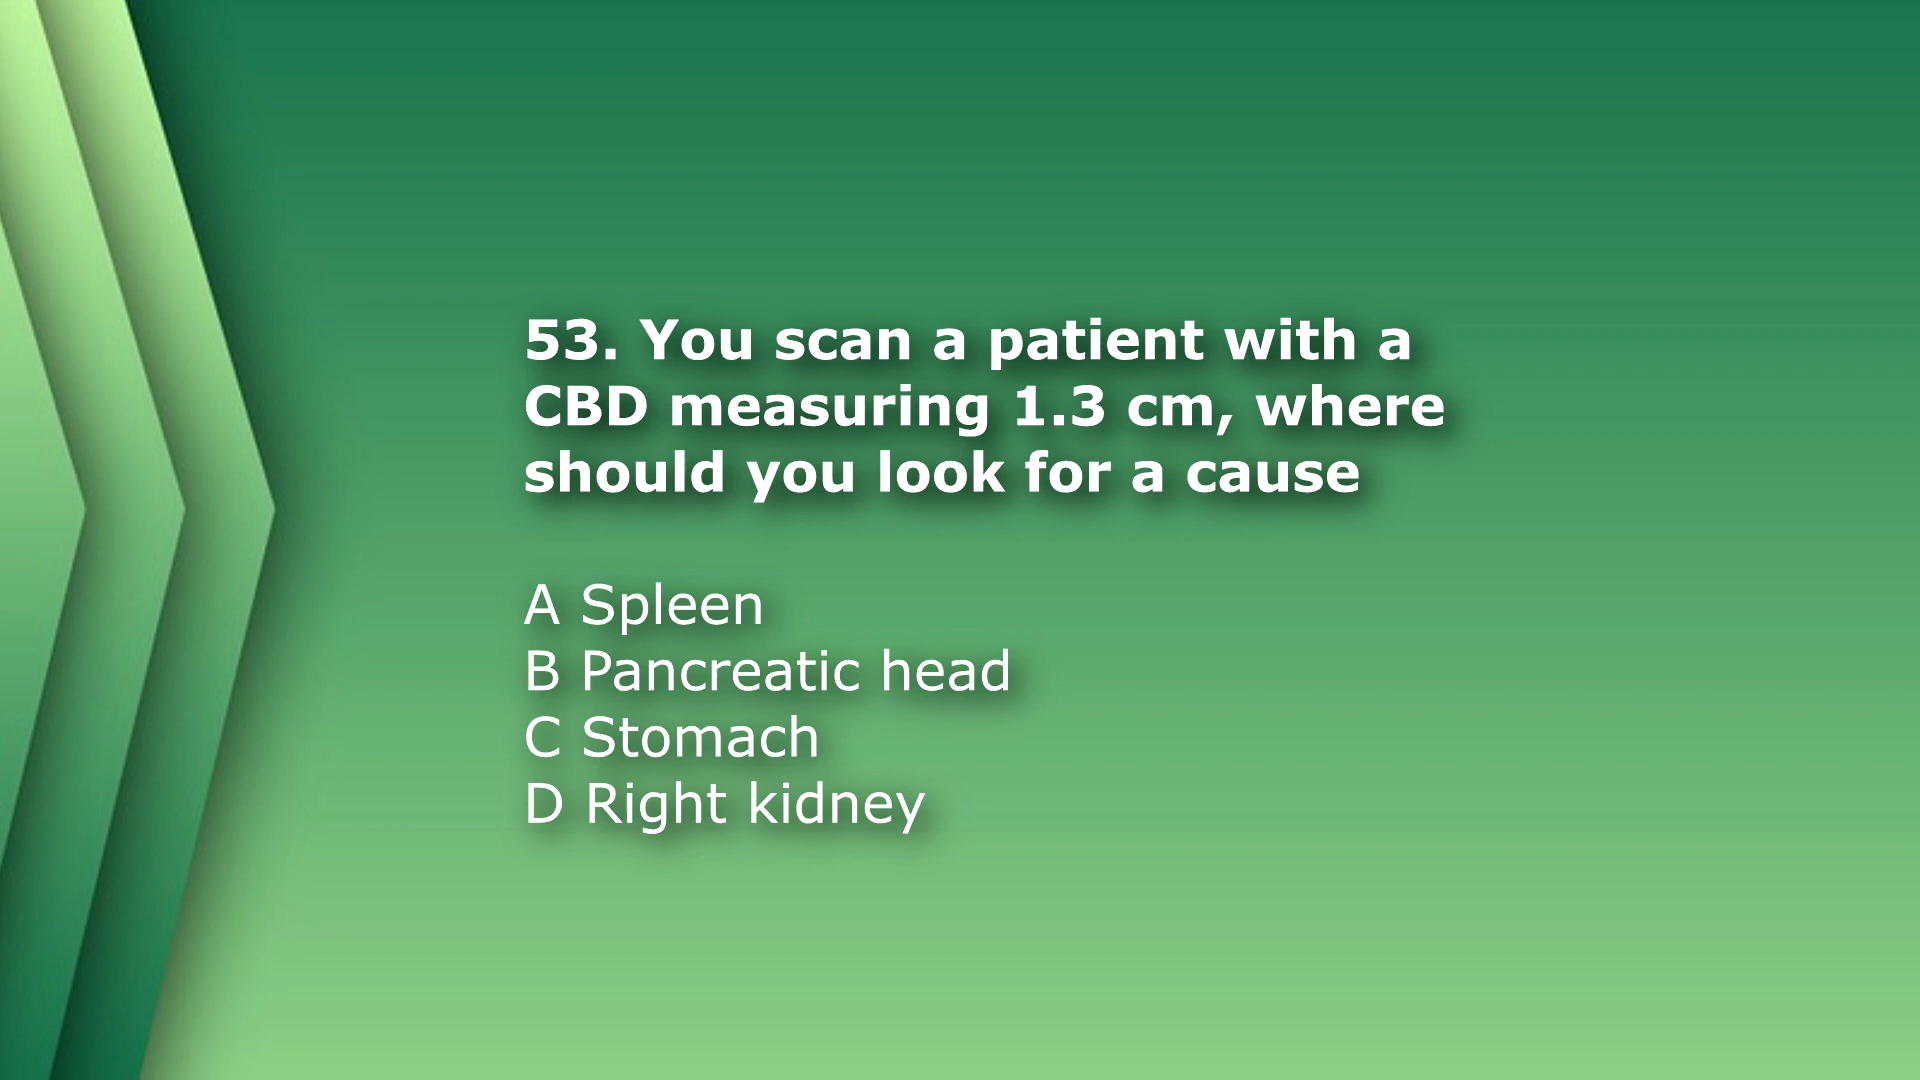 53. You scan a patient with a
CBD measuring 1.3 cm, where
should you look for a cause
A Spleen
B Pancreatic head
C Stomach
D Right kidney